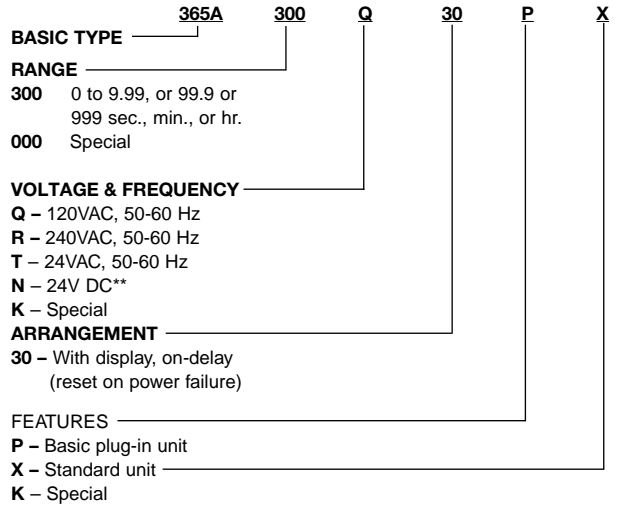 365A 300 Q 30 P X
BASIC TYPE
RANGE
300 0 to 9.99, or 99.9 or
999 sec., min., or hr.
000 Special
VOLTAGE & FREQUENCY
Q – 120VAC, 50-60 Hz
R – 240VAC, 50-60 Hz
T – 24VAC, 50-60 Hz
N – 24V DC**
K – Special
ARRANGEMENT
30 – With display, on-delay
(reset on power failure)
FEATURES
P – Basic plug-in unit
X – Standard unit
K – Special